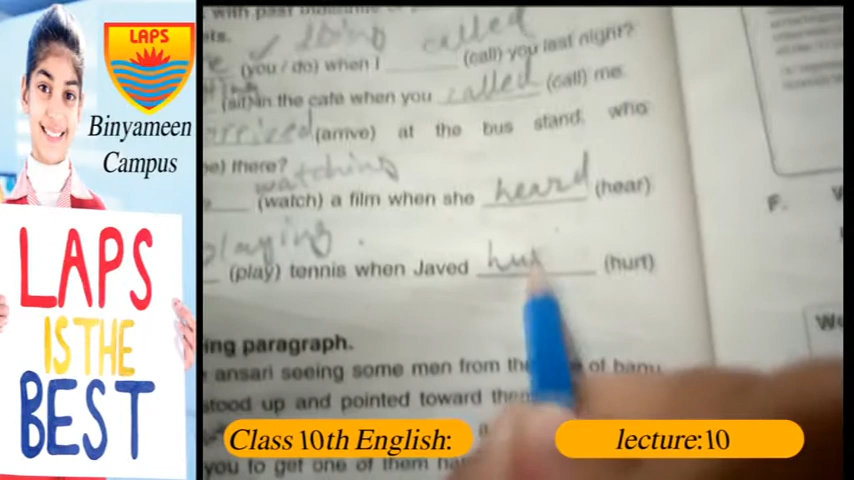 LAPS
Binyameen
Campus
LAPS
IS THE
BEST
with past
doing called
(you / do) when I ______ (call) you last night?
(sit) in the cafe when you called (call) me.
arrived (arrive) at the bus stand, who
there?
watching
(watch) a film when she heard (hear)
playing
(play) tennis when Javed hur (hurt)
ing paragraph.
ansari seeing some men from the of banu
stood up and pointed toward
you to get one of them
F.
Class 10th English:
lecture:10